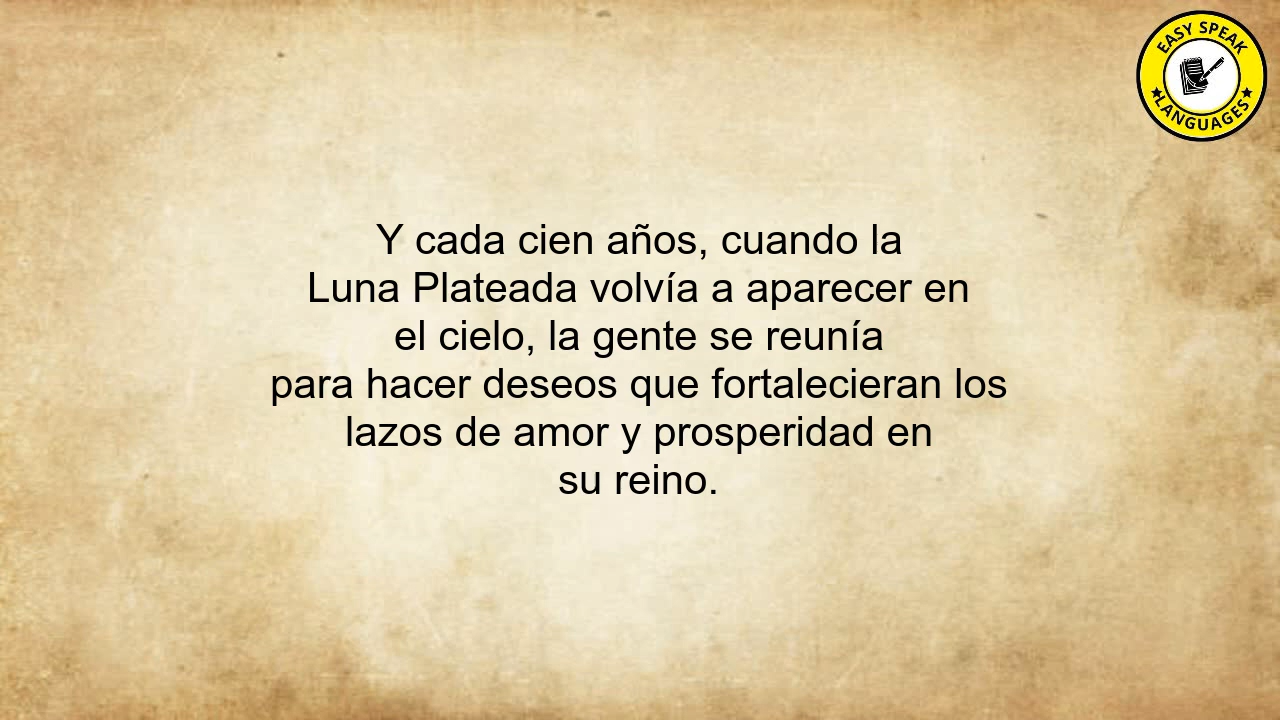 EASY SPEAK
LANGUAGES
Y cada cien años, cuando la
Luna Plateada volvía a aparecer en
el cielo, la gente se reunía
para hacer deseos que fortalecieran los
lazos de amor y prosperidad en
su reino.